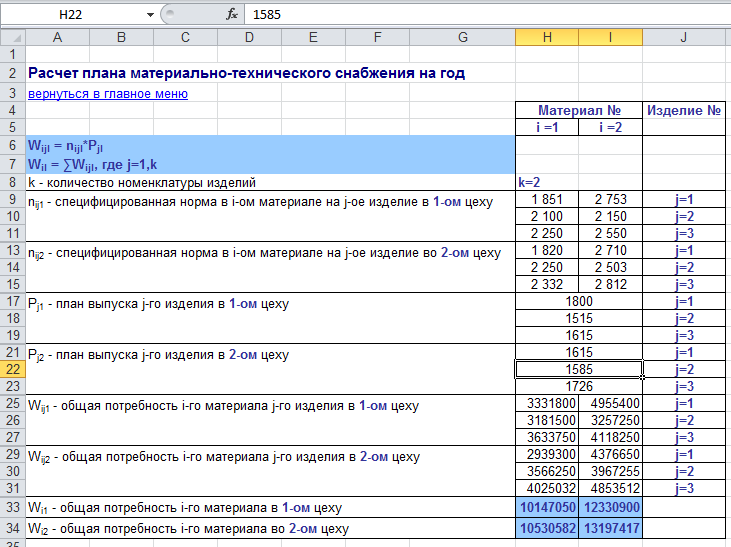 H22 fx 1585
A B C D E F G H I J
1
2 Расчет плана материально-технического снабжения на год
3 вернуться в главное меню
4 Материал № Изделие №
5 i =1 i =2
6 Wijl = nijl*Pjl
7 Wil = ∑Wijl, где j=1,k
8 k - количество номенклатуры изделий k=2
9 nij1 - специфицированная норма в i-ом материале на j-ое изделие в 1-ом цеху 1 851 2 753 j=1
10 2 100 2 150 j=2
11 2 250 2 550 j=3
13 nij2 - специфицированная норма в i-ом материале на j-ое изделие во 2-ом цеху 1 820 2 710 j=1
14 2 250 2 503 j=2
15 2 332 2 812 j=3
17 Pj1 - план выпуска j-го изделия в 1-ом цеху 1800 j=1
18 1515 j=2
19 1615 j=3
21 Pj2 - план выпуска j-го изделия в 2-ом цеху 1615 j=1
22 1585 j=2
23 1726 j=3
25 Wij1 - общая потребность i-го материала j-го изделия в 1-ом цеху 3331800 4955400 j=1
26 3181500 3257250 j=2
27 3633750 4118250 j=3
29 Wij2 - общая потребность i-го материала j-го изделия в 2-ом цеху 2939300 4376650 j=1
30 3566250 3967255 j=2
31 4025032 4853512 j=3
33 Wi1 - общая потребность i-го материала в 1-ом цеху 10147050 12330900
34 Wi2 - общая потребность i-го материала во 2-ом цеху 10530582 13197417
35